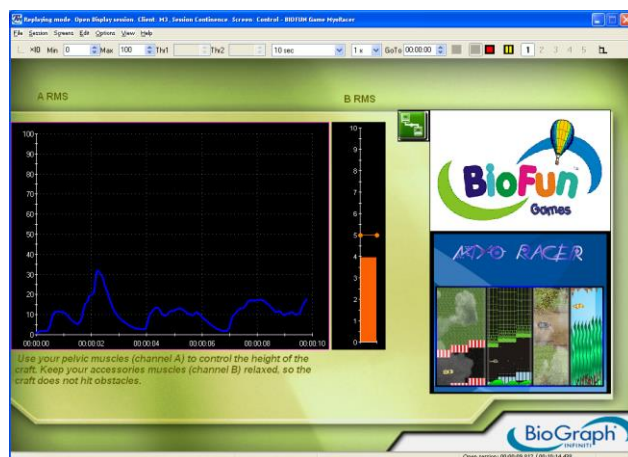 Replaying mode. Open Display session. Client: M3, Session Continence Screen: Control - BIOFUN Game MyoRacer
File Session Screens Edit Options View Help
×10 Min 0 Max 100 Thr1 Thr2 10 sec 1 x GoTo 00:00:00 1 2 3 4 5
A RMS
B RMS
100
90
80
70
60
50
40
30
20
10
0
00:00:00 00:00:02 00:00:04 00:00:06 00:00:08 00:00:10
10
9
8
7
6
5
4
3
2
1
0
BioFun
Games
MYO RACER
Use your pelvic muscles (channel A) to control the height of the
craft. Keep your accessories muscles (channel B) relaxed, so the
craft does not hit obstacles.
BioGraph
INFINITI
Open session: